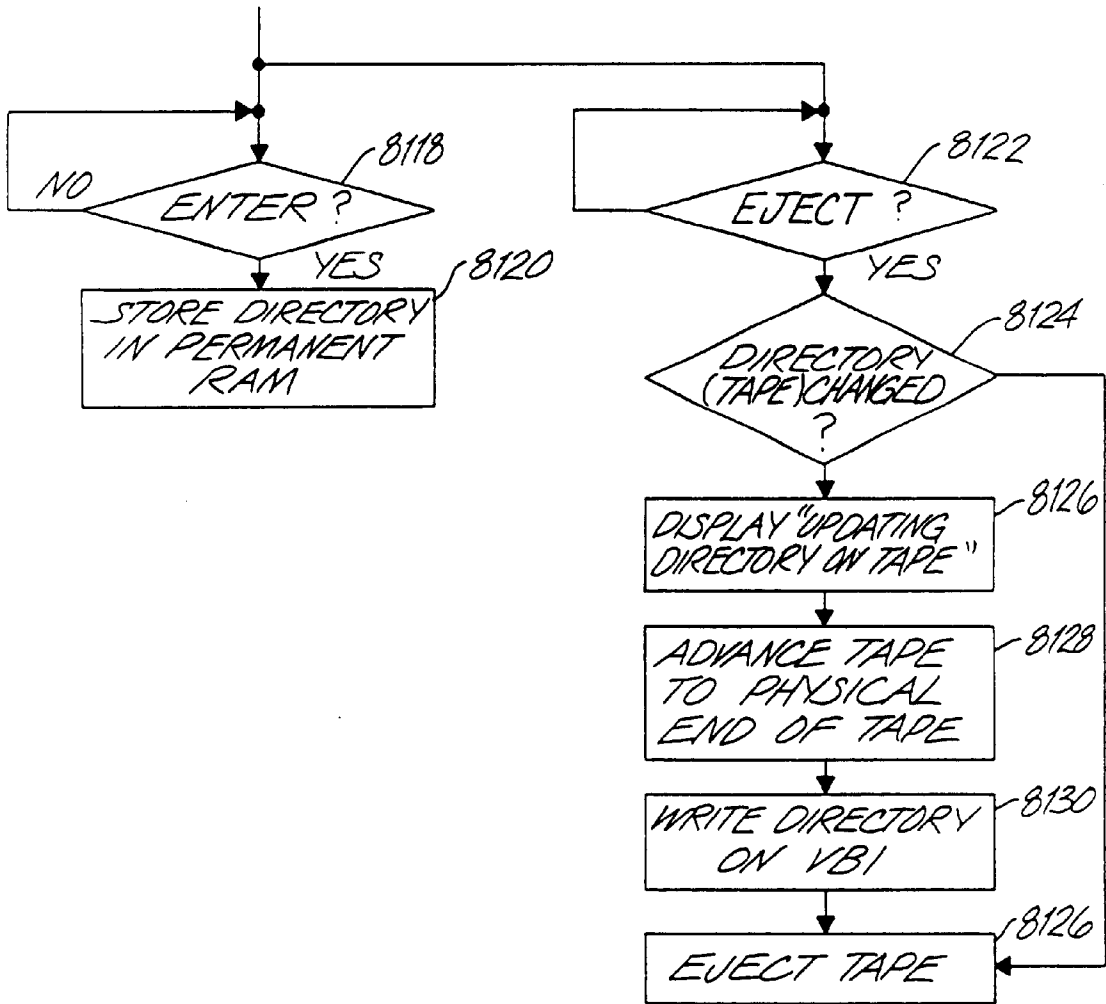 8118
NO
ENTER ?
YES
8120
STORE DIRECTORY
IN PERMANENT
RAM
8122
EJECT ?
YES
8124
DIRECTORY
(TAPE) CHANGED
?
8126
DISPLAY "UPDATING
DIRECTORY ON TAPE"
8128
ADVANCE TAPE
TO PHYSICAL
END OF TAPE
8130
WRITE DIRECTORY
ON VBI
8126
EJECT TAPE